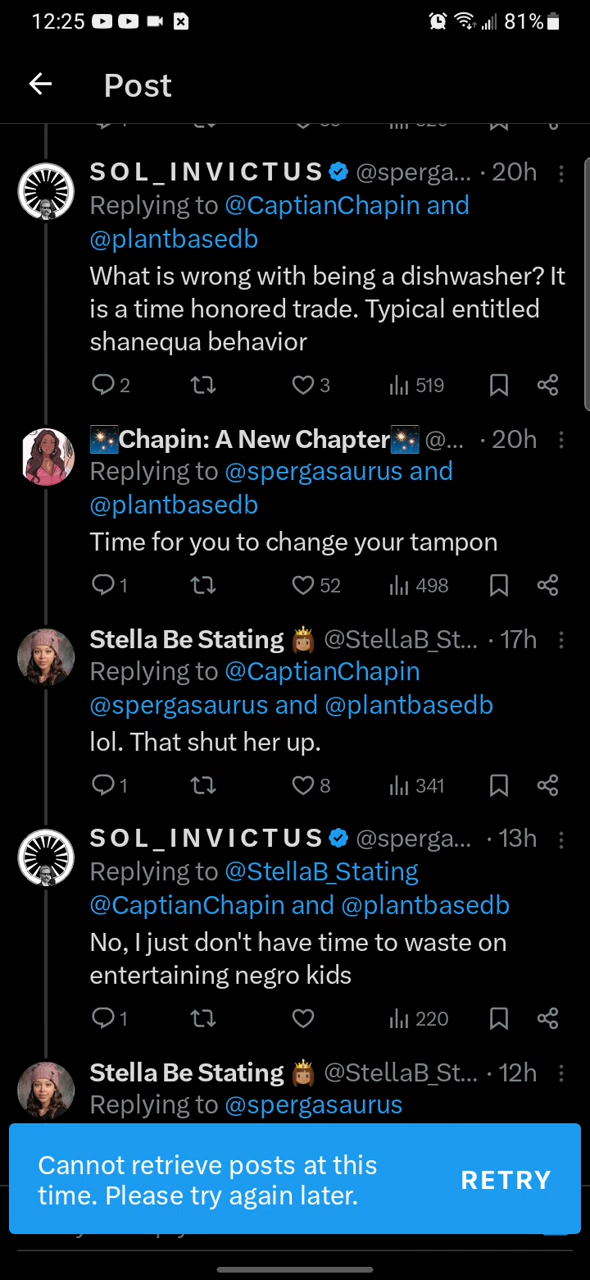 12:25
81%
Post
SOL_INVICTUS @sperga... · 20h
Replying to @CaptianChapin and
@plantbasedb
What is wrong with being a dishwasher? It
is a time honored trade. Typical entitled
shanequa behavior
2 3 519
Chapin: A New Chapter @... · 20h
Replying to @spergasaurus and
@plantbasedb
Time for you to change your tampon
1 52 498
Stella Be Stating @StellaB_St... · 17h
Replying to @CaptianChapin
@spergasaurus and @plantbasedb
lol. That shut her up.
1 8 341
SOL_INVICTUS @sperga... · 13h
Replying to @StellaB_Stating
@CaptianChapin and @plantbasedb
No, I just don't have time to waste on
entertaining negro kids
1 220
Stella Be Stating @StellaB_St... · 12h
Replying to @spergasaurus
Cannot retrieve posts at this
time. Please try again later.
RETRY